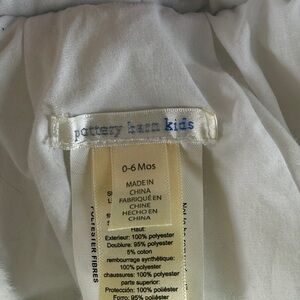 pottery barn kids
0-6 Mos
MADE IN
CHINA
FABRIQUÉ EN
CHINE
HECHO EN
CHINA
POLYESTER FIBRES
Haut:
Exterieur: 100% polyester
Doublure: 95% polyester
5% coton
rembourrage synthétique:
100% polyester
chaussures: 100% polyester
parte superior:
Protección: 100% poliéster
Forro: 95% poliéster